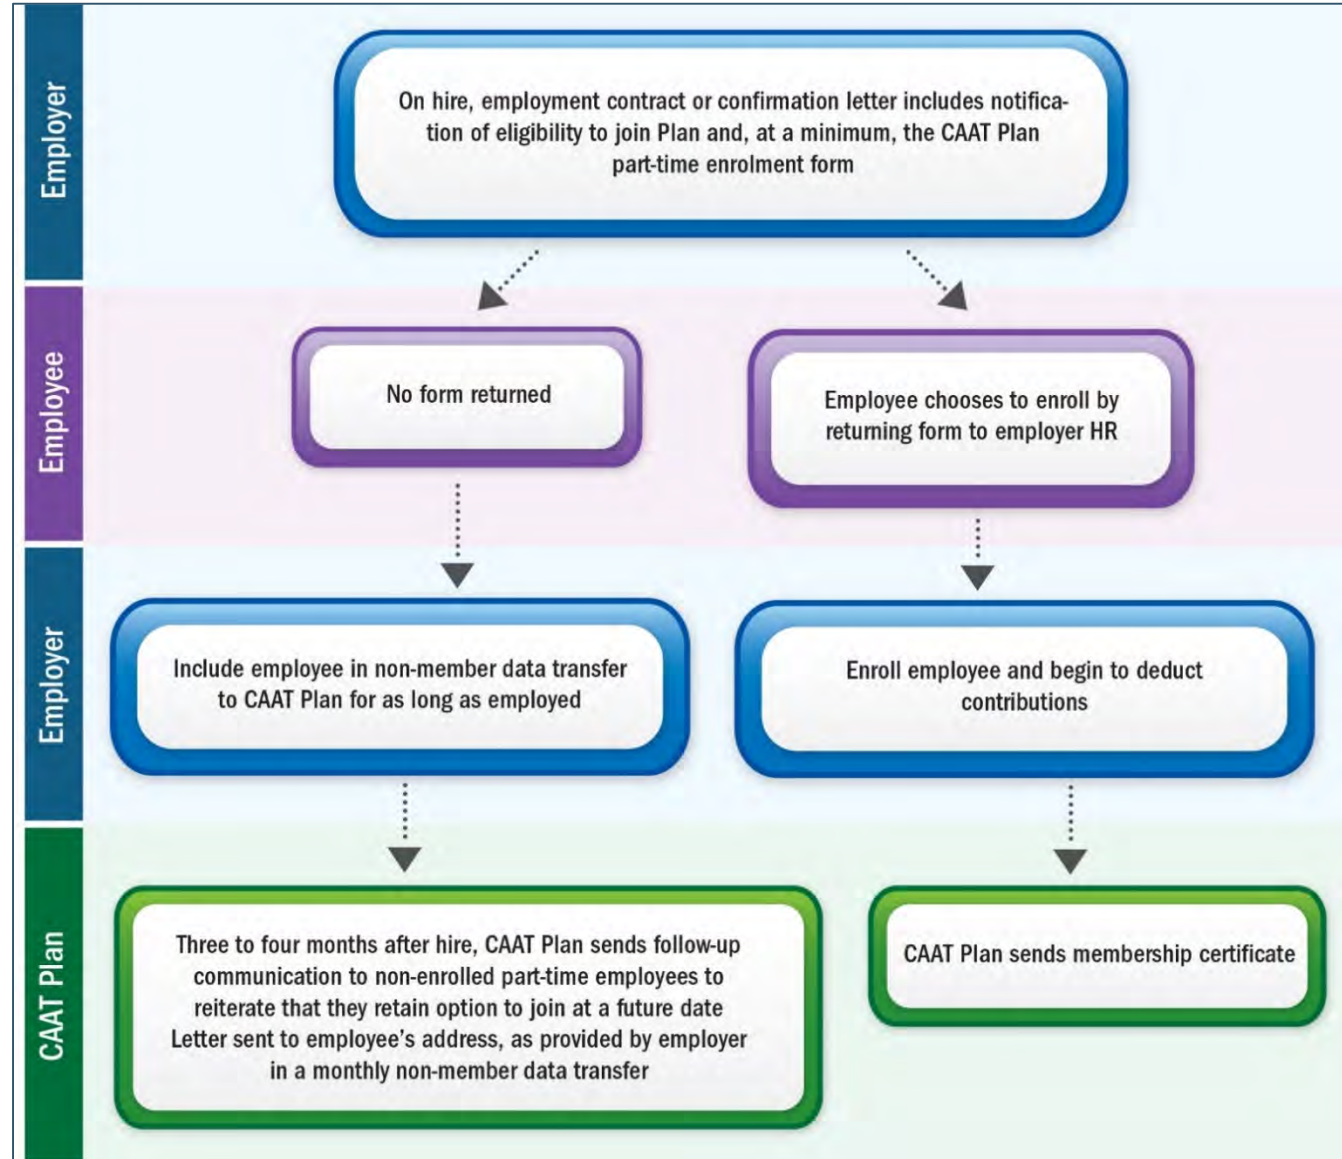 Employer
On hire, employment contract or confirmation letter includes notifica-
tion of eligibility to join Plan and, at a minimum, the CAAT Plan
part-time enrolment form
Employee
No form returned
Employee chooses to enroll by
returning form to employer HR
Employer
Include employee in non-member data transfer
to CAAT Plan for as long as employed
Enroll employee and begin to deduct
contributions
CAAT Plan
Three to four months after hire, CAAT Plan sends follow-up
communication to non-enrolled part-time employees to
reiterate that they retain option to join at a future date
Letter sent to employee's address, as provided by employer
in a monthly non-member data transfer
CAAT Plan sends membership certificate